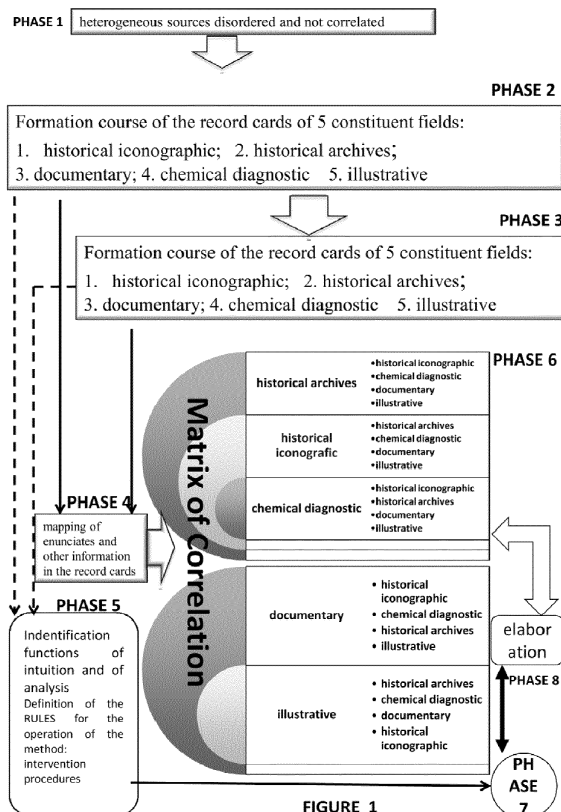 PHASE 1
heterogeneous sources disordered and not correlated
PHASE 2
Formation course of the record cards of 5 constituent fields:
1. historical iconographic; 2. historical archives;
3. documentary; 4. chemical diagnostic 5. illustrative
PHASE 3
Formation course of the record cards of 5 constituent fields:
1. historical iconographic; 2. historical archives;
3. documentary; 4. chemical diagnostic 5. illustrative
PHASE 6
Matrix of Correlation
historical archives
•historical iconographic
•chemical diagnostic
•documentary
•illustrative
historical
iconografic
•historical archives
•chemical diagnostic
•documentary
•illustrative
chemical diagnostic
•historical iconographic
•historical archives
•documentary
•illustrative
PHASE 4
mapping of
enunciates and
other information
in the record cards
PHASE 5
Indentification
functions of
intuition and of
analysis
Definition of the
RULES for the
operation of the
method:
intervention
procedures
documentary
• historical
iconographic
• chemical diagnostic
• historical archives
• illustrative
illustrative
• historical archives
• chemical diagnostic
• documentary
• historical
iconographic
elabor
ation
PHASE 8
PH
ASE
7
FIGURE 1